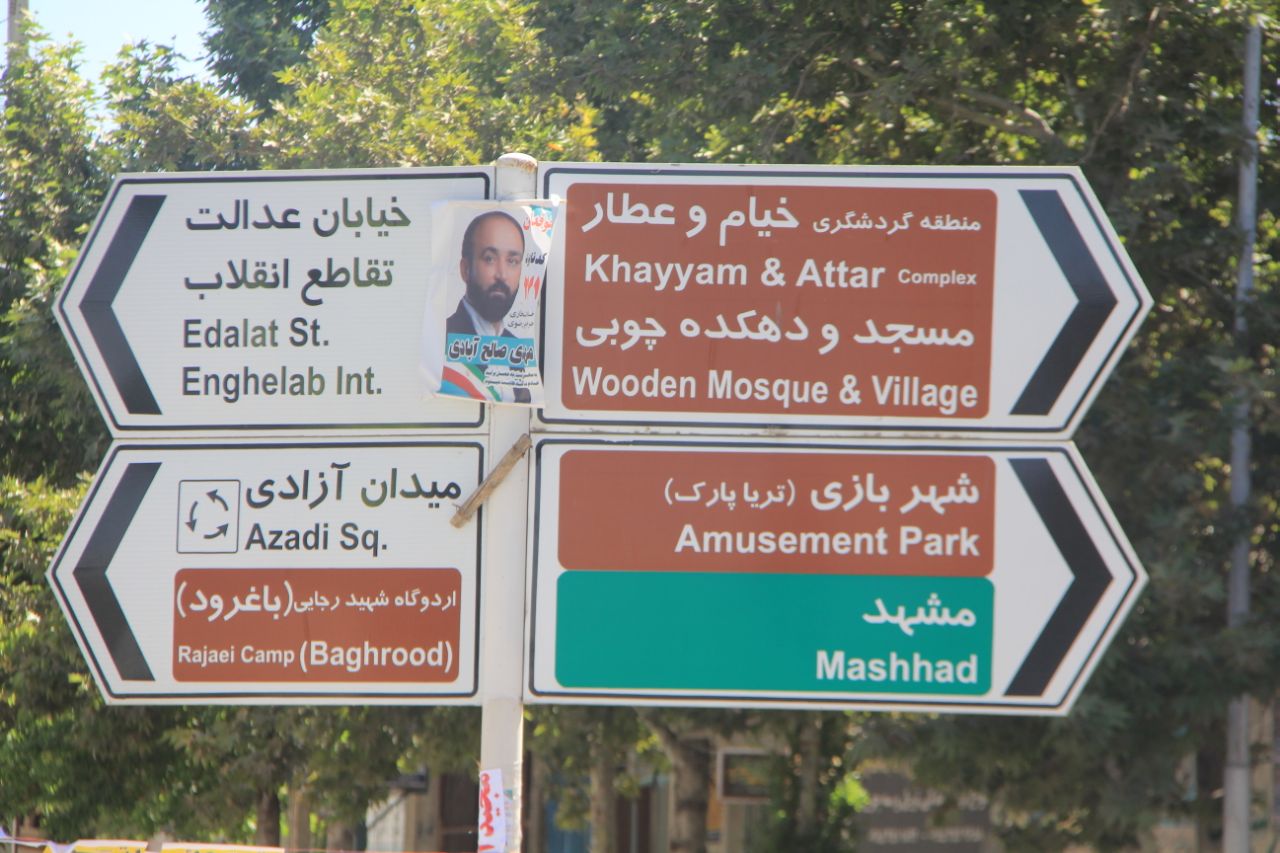 خیابان عدالت
تقاطع انقلاب
Edalat St.
Enghelab Int.
منطقه گردشگری خیام و عطار
Khayyam & Attar Complex
مسجد و دهکده چوبی
Wooden Mosque & Village
صالح آبادی
میدان آزادی
Azadi Sq.
اردوگاه شهید رجایی (باغرود)
Rajaei Camp (Baghrood)
شهر بازی (تریا پارک)
Amusement Park
مشهد
Mashhad